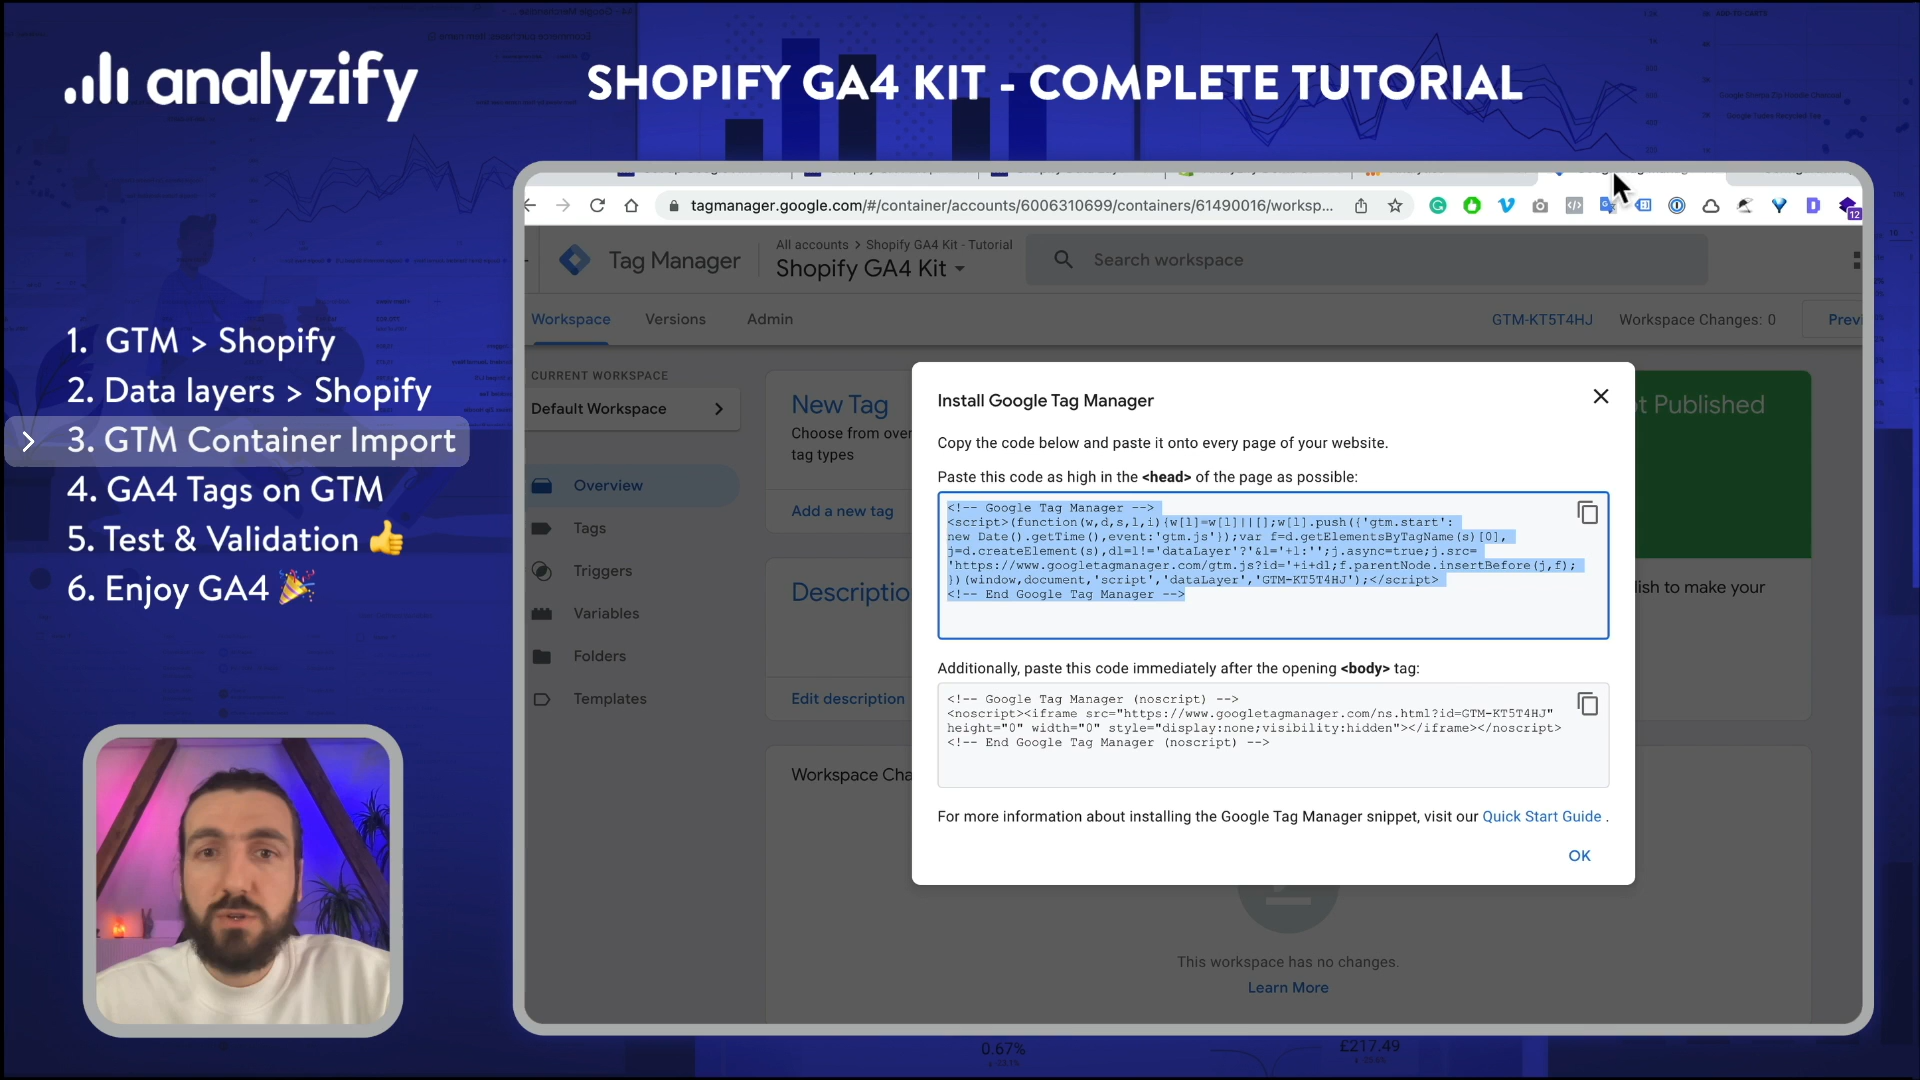 analyzify
SHOPIFY GA4 KIT - COMPLETE TUTORIAL
1. GTM > Shopify
2. Data layers > Shopify
3. GTM Container Import
4. GA4 Tags on GTM
5. Test & Validation 👍
6. Enjoy GA4 🎉
tagmanager.google.com/#/container/accounts/6006310699/containers/61490016/worksp...
12
Tag Manager
All accounts > Shopify GA4 Kit - Tutorial
Shopify GA4 Kit
Search workspace
Workspace
Versions
Admin
GTM-KT5T4HJ
Workspace Changes: 0
Previ
CURRENT WORKSPACE
Default Workspace
Overview
Tags
Triggers
Variables
Folders
Templates
New Tag
Choose from over
tag types
Add a new tag
Descriptio
Edit description
Workspace Cha
t Published
lish to make your
Install Google Tag Manager
Copy the code below and paste it onto every page of your website.
Paste this code as high in the <head> of the page as possible:
<!-- Google Tag Manager -->
<script>(function(w,d,s,l,i){w[l]=w[l]||[];w[l].push({'gtm.start':
new Date().getTime(),event:'gtm.js'});var f=d.getElementsByTagName(s)[0],
j=d.createElement(s),dl=l!='dataLayer'?'&l='+l:'';j.async=true;j.src=
'https://www.googletagmanager.com/gtm.js?id='+i+dl;f.parentNode.insertBefore(j,f);
})(window,document,'script','dataLayer','GTM-KT5T4HJ');</script>
<!-- End Google Tag Manager -->
Additionally, paste this code immediately after the opening <body> tag:
<!-- Google Tag Manager (noscript) -->
<noscript><iframe src="https://www.googletagmanager.com/ns.html?id=GTM-KT5T4HJ"
height="0" width="0" style="display:none;visibility:hidden"></iframe></noscript>
<!-- End Google Tag Manager (noscript) -->
For more information about installing the Google Tag Manager snippet, visit our Quick Start Guide .
OK
This workspace has no changes.
Learn More
0.67%
£217.49